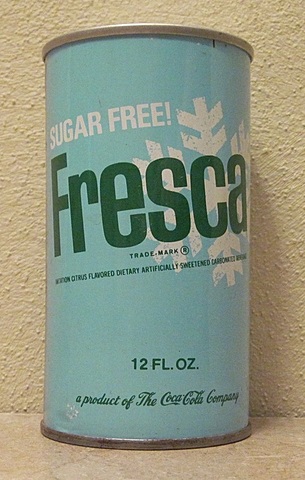 SUGAR FREE!
Fresca
TRADE-MARK ®
CITRUS FLAVORED DIETARY ARTIFICIALLY SWEETENED CARBONATED
12 FL. OZ.
a product of The Coca-Cola Company